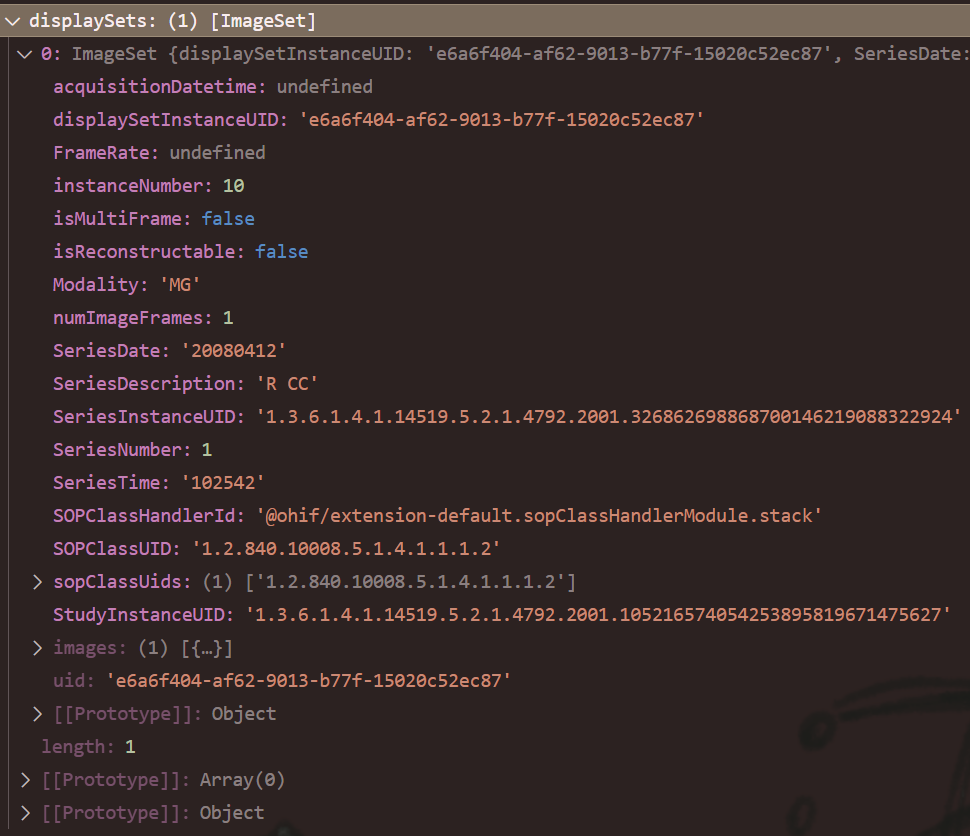 displaySets: (1) [ImageSet]
0: ImageSet {displaySetInstanceUID: 'e6a6f404-af62-9013-b77f-15020c52ec87', SeriesDate:
acquisitionDatetime: undefined
displaySetInstanceUID: 'e6a6f404-af62-9013-b77f-15020c52ec87'
FrameRate: undefined
instanceNumber: 10
isMultiFrame: false
isReconstructable: false
Modality: 'MG'
numImageFrames: 1
SeriesDate: '20080412'
SeriesDescription: 'R CC'
SeriesInstanceUID: '1.3.6.1.4.1.14519.5.2.1.4792.2001.326862698868700146219088322924'
SeriesNumber: 1
SeriesTime: '102542'
SOPClassHandlerId: '@ohif/extension-default.sopClassHandlerModule.stack'
SOPClassUID: '1.2.840.10008.5.1.4.1.1.1.2'
sopClassUids: (1) ['1.2.840.10008.5.1.4.1.1.1.2']
StudyInstanceUID: '1.3.6.1.4.1.14519.5.2.1.4792.2001.105216574054253895819671475627'
images: (1) [{…}]
uid: 'e6a6f404-af62-9013-b77f-15020c52ec87'
[[Prototype]]: Object
length: 1
[[Prototype]]: Array(0)
[[Prototype]]: Object